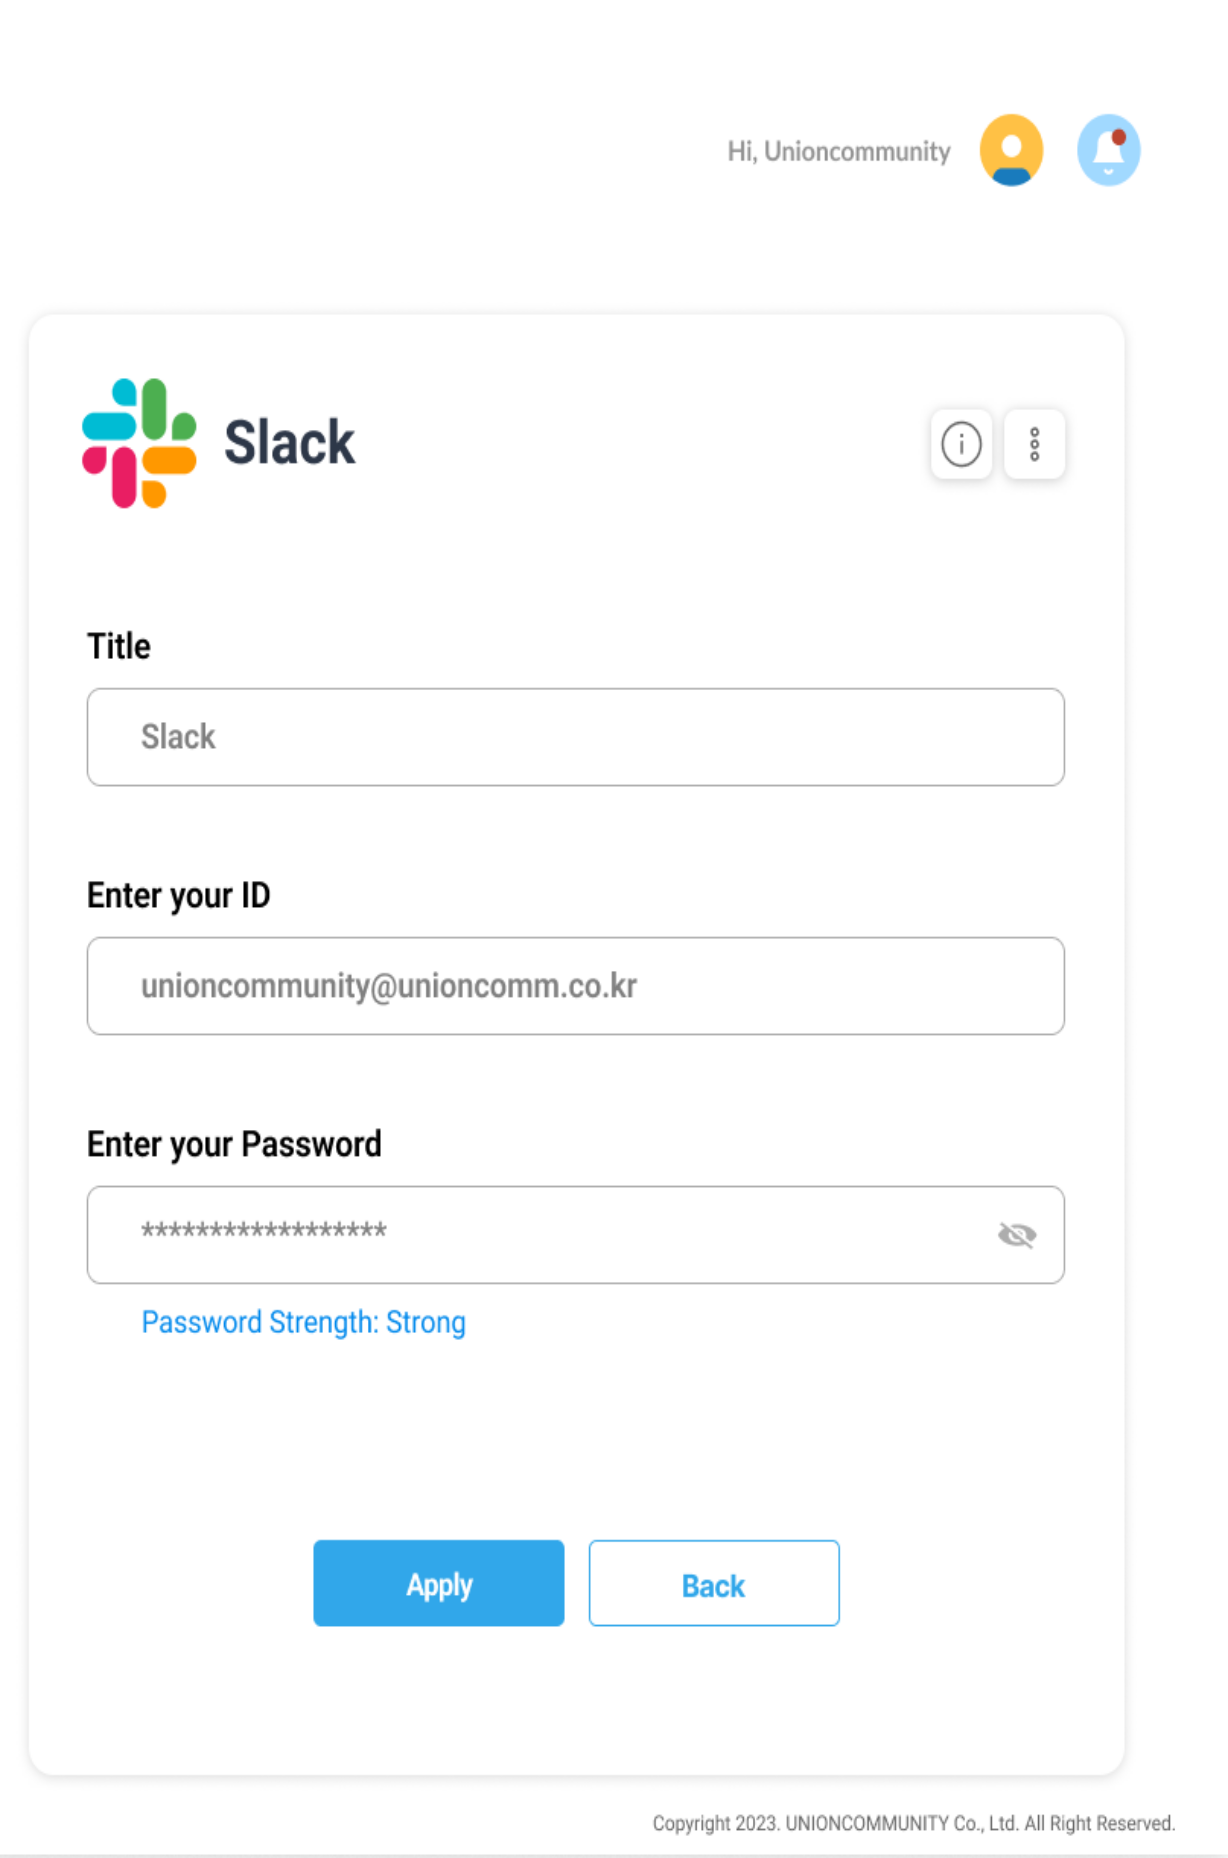 Hi, Unioncommunity
Slack
Title
Slack
Enter your ID
unioncommunity@unioncomm.co.kr
Enter your Password
******************
Password Strength: Strong
Apply
Back
Copyright 2023. UNIONCOMMUNITY Co., Ltd. All Right Reserved.